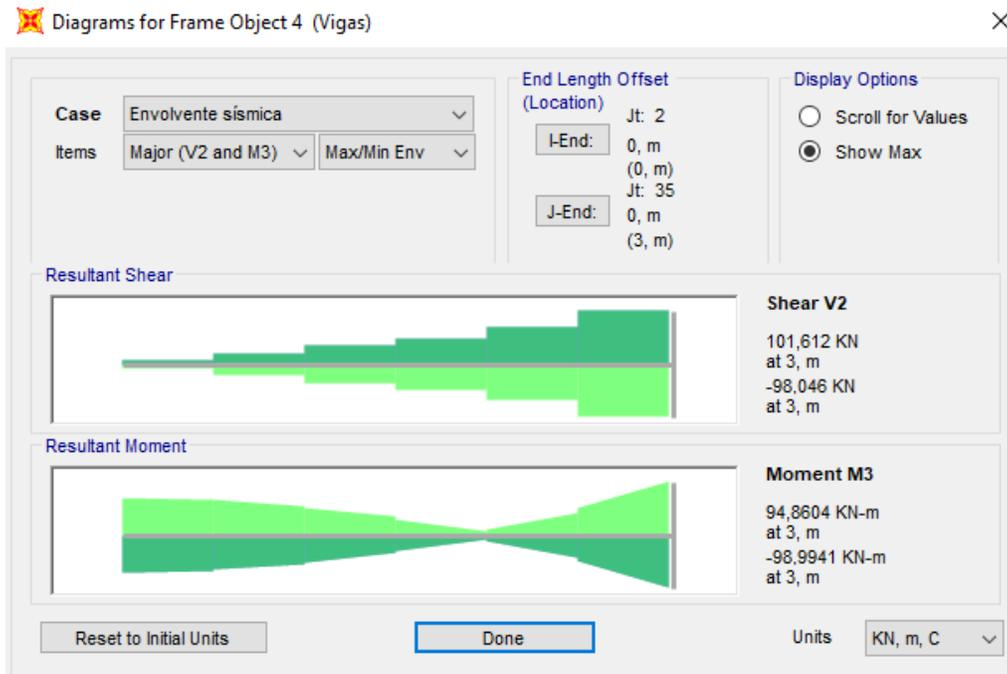 Diagrams for Frame Object 4 (Vigas)
Case Envolvente sísmica
Items Major (V2 and M3) Max/Min Env
End Length Offset
(Location)
I-End:
Jt: 2
0, m
(0, m)
J-End:
Jt: 35
0, m
(3, m)
Display Options
Scroll for Values
Show Max
Resultant Shear
Shear V2
101,612 KN
at 3, m
-98,046 KN
at 3, m
Resultant Moment
Moment M3
94,8604 KN-m
at 3, m
-98,9941 KN-m
at 3, m
Reset to Initial Units
Done
Units KN, m, C